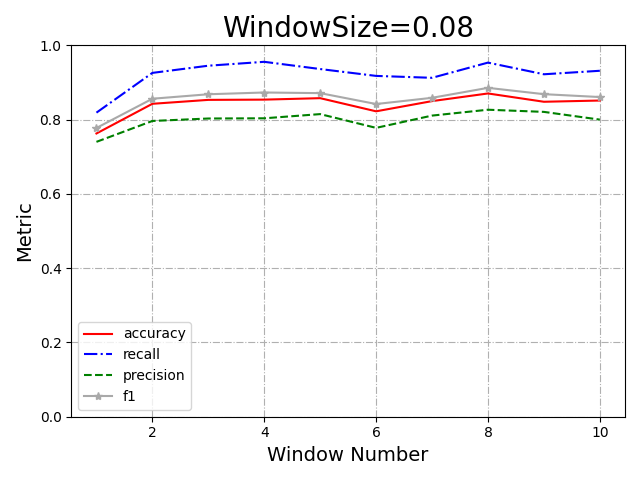 WindowSize=0.08
1.0
0.8
0.6
0.4
0.2
0.0
Metric
accuracy
recall
precision
f1
2 4 6 8 10
Window Number